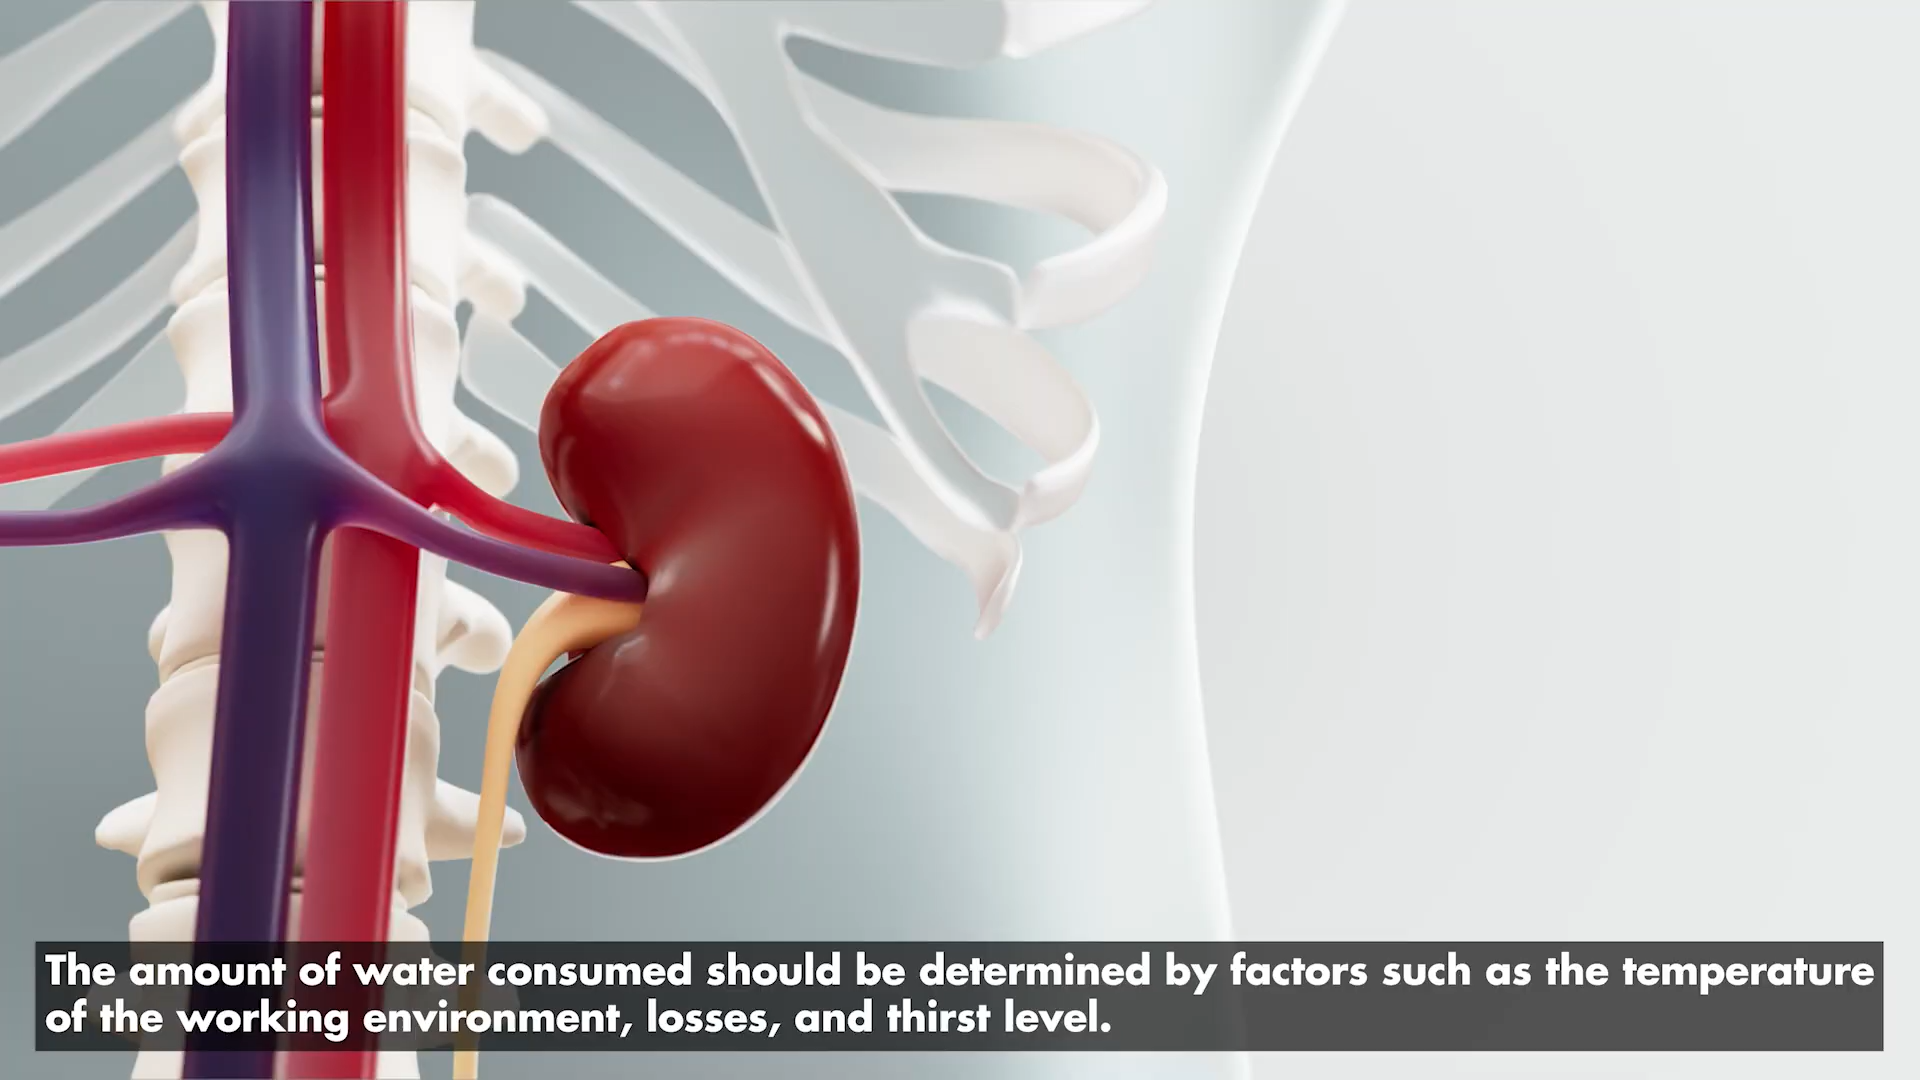 The amount of water consumed should be determined by factors such as the temperature
of the working environment, losses, and thirst level.